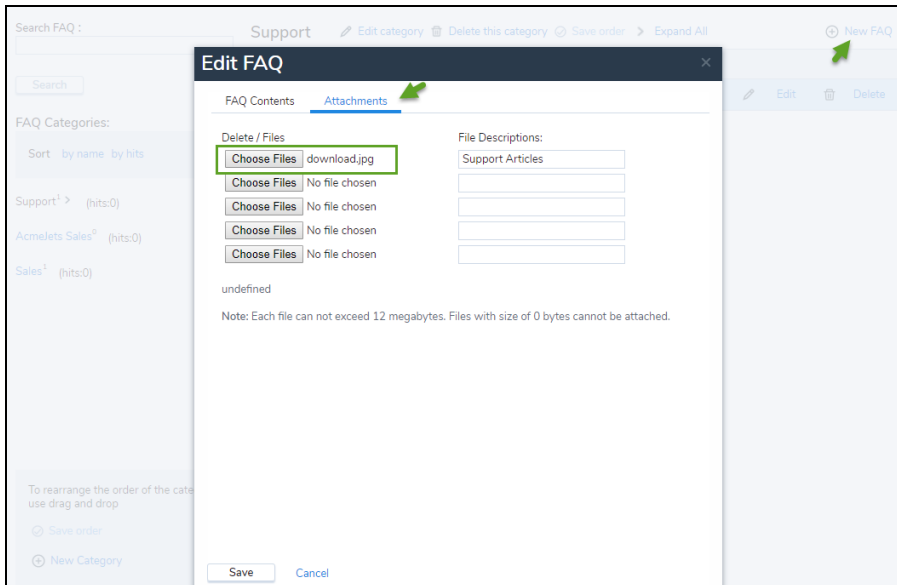 Search FAQ :
Support Edit category Delete this category Save order Expand All New FAQ
Search
Edit Delete
FAQ Categories:
Sort by name by hits
Support1 > (hits:0)
Acmelets Sales0 (hits:0)
Sales1 (hits:0)
To rearrange the order of the cate
use drag and drop
Save order
New Category
Edit FAQ ×
FAQ Contents Attachments
Delete / Files File Descriptions:
Choose Files download.jpg Support Articles
Choose Files No file chosen
Choose Files No file chosen
Choose Files No file chosen
Choose Files No file chosen
undefined
Note: Each file can not exceed 12 megabytes. Files with size of 0 bytes cannot be attached.
Save Cancel